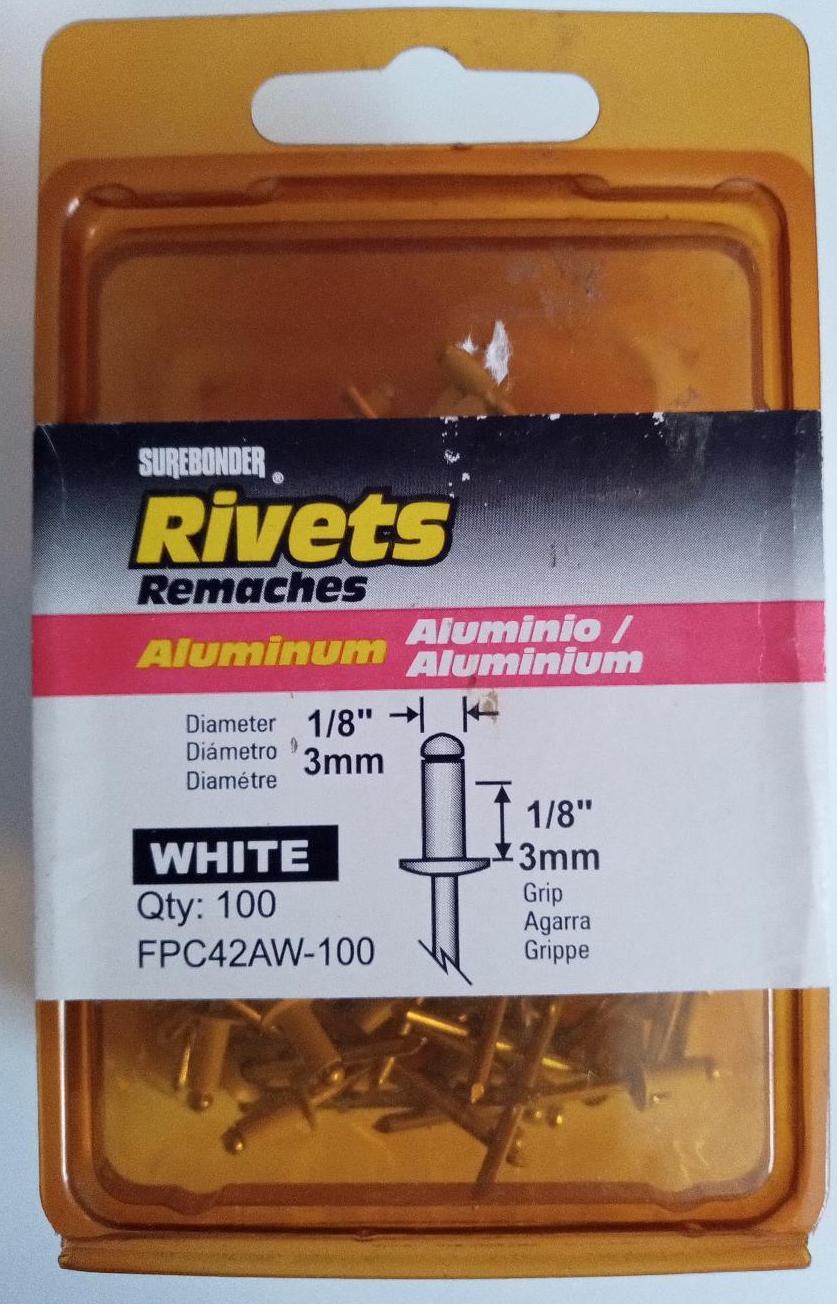 SUREBONDER®
Rivets
Remaches
Aluminum
Aluminio /
Aluminium
Diameter 1/8"
Diámetro 3mm
Diamétre
1/8"
3mm
Grip
Agarra
Grippe
WHITE
Qty: 100
FPC42AW-100